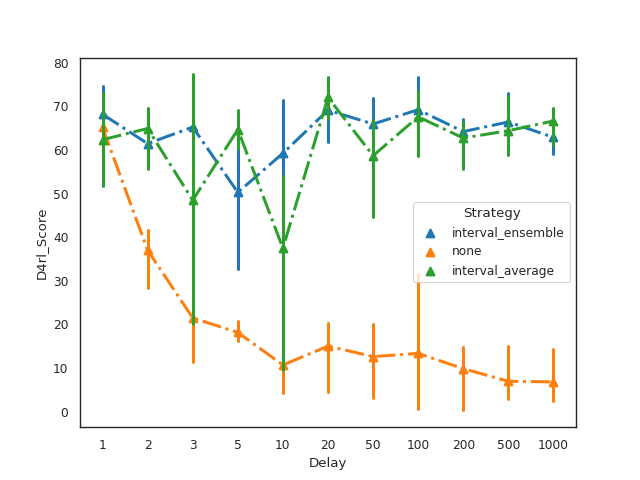 80
70
60
50
40
30
20
10
0
D4rl_Score
Strategy
interval_ensemble
none
interval_average
1 2 3 5 10 20 50 100 200 500 1000
Delay